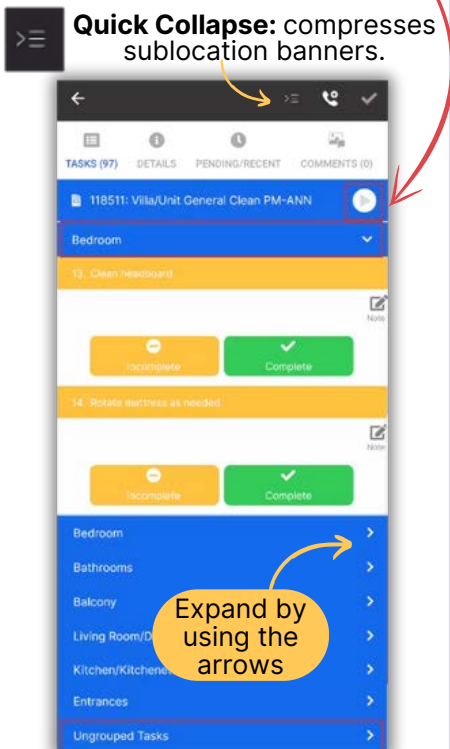 Quick Collapse: compresses
sublocation banners.
TASKS (97)
DETAILS
PENDING/RECENT
COMMENTS (0)
118511: Villa/Unit General Clean PM-ANN
Bedroom
13. Clean headboard
Note
Incomplete
Complete
14. Rotate mattress as needed.
Note
Incomplete
Complete
Bedroom
Bathrooms
Balcony
Living Room/D
Kitchen/Kitchene
Entrances
Ungrouped Tasks
Expand by
using the
arrows